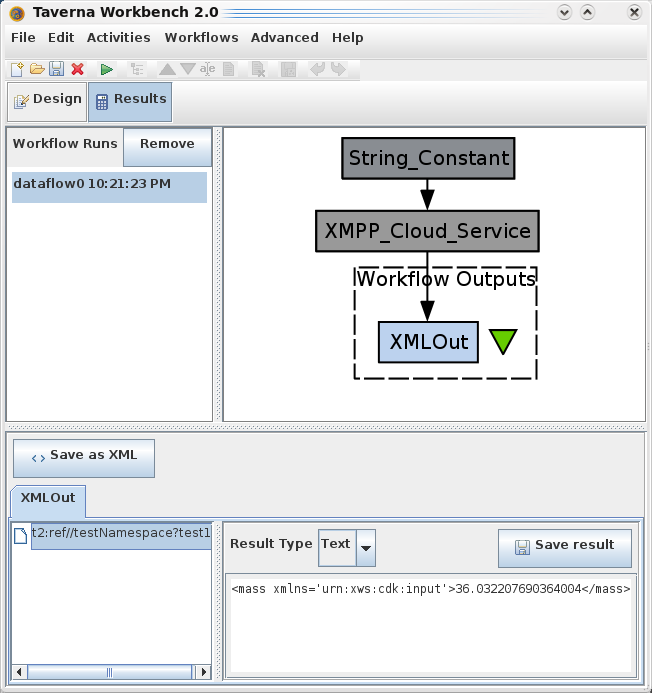 Taverna Workbench 2.0
File Edit Activities Workflows Advanced Help
Design Results
Workflow Runs Remove
dataflow0 10:21:23 PM
String_Constant
XMPP_Cloud_Service
Workflow Outputs
XMLOut
<> Save as XML
XMLOut
t2:ref//testNamespace?test1
Result Type Text Save result
<mass xmlns='urn:xws:cdk:input'>36.032207690364004</mass>